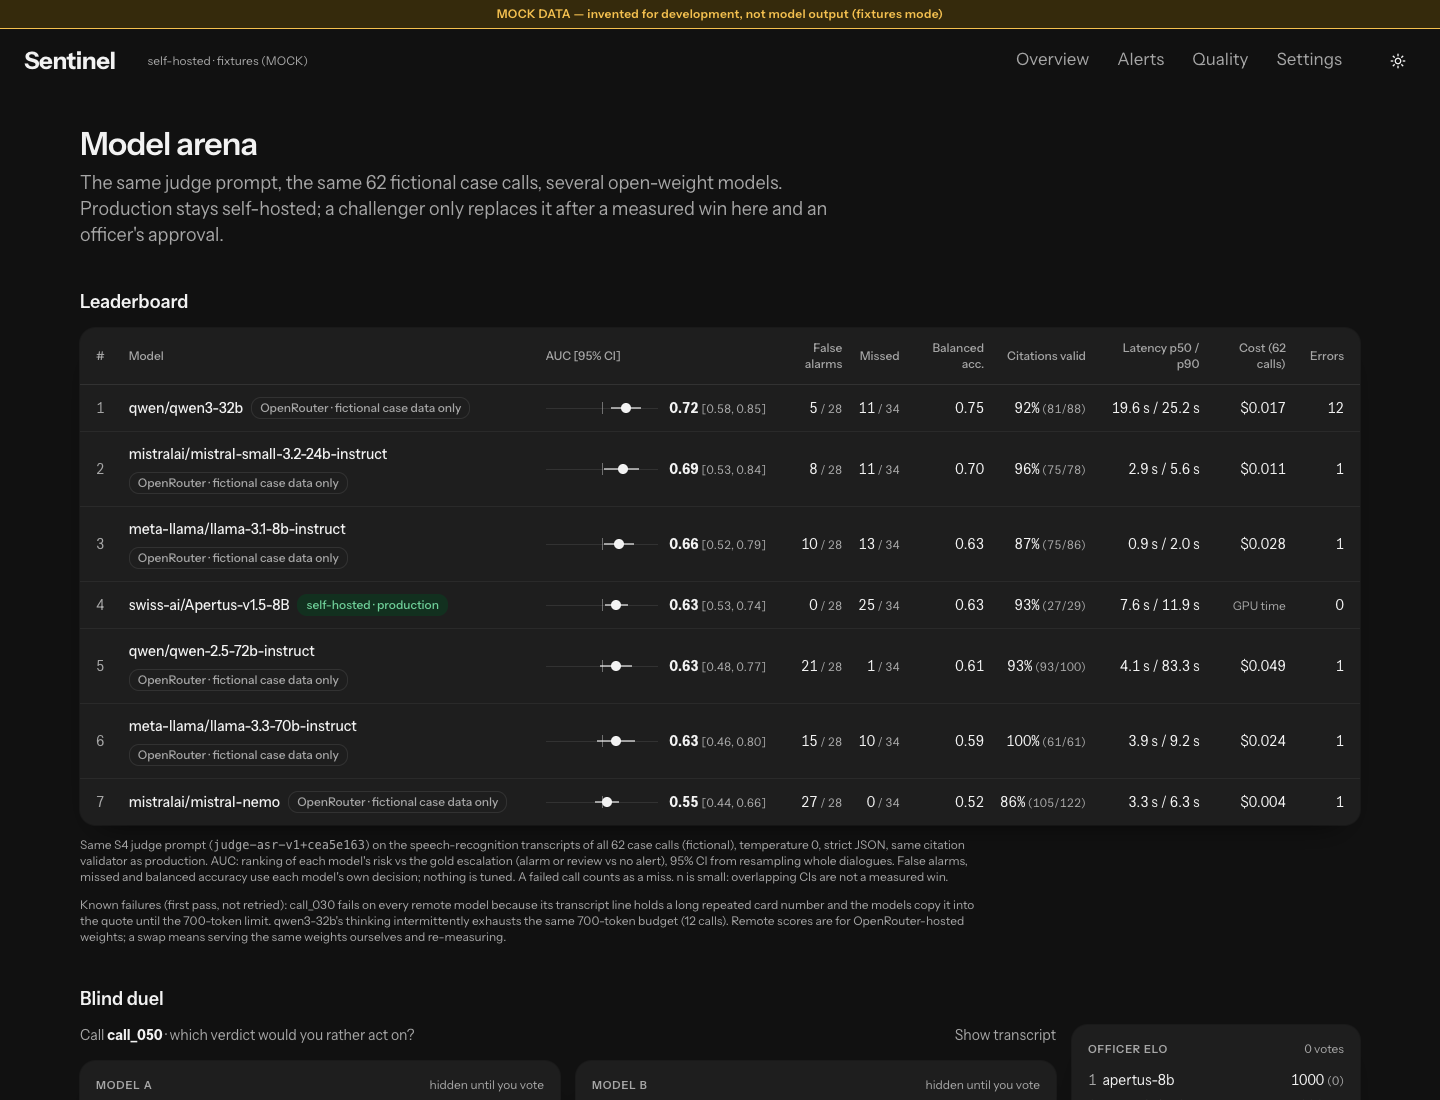 MOCK DATA — invented for development, not model output (fixtures mode)
Sentinel self-hosted · fixtures (MOCK) Overview Alerts Quality Settings
Model arena
The same judge prompt, the same 62 fictional case calls, several open-weight models.
Production stays self-hosted; a challenger only replaces it after a measured win here and an
officer's approval.
Leaderboard
# Model AUC [95% CI] False alarms Missed Balanced acc. Citations valid Latency p50 / p90 Cost (62 calls) Errors
1 qwen/qwen3-32b OpenRouter · fictional case data only 0.72 [0.58, 0.85] 5 / 28 11 / 34 0.75 92% (81/88) 19.6 s / 25.2 s $0.017 12
2 mistralai/mistral-small-3.2-24b-instruct OpenRouter · fictional case data only 0.69 [0.53, 0.84] 8 / 28 11 / 34 0.70 96% (75/78) 2.9 s / 5.6 s $0.011 1
3 meta-llama/llama-3.1-8b-instruct OpenRouter · fictional case data only 0.66 [0.52, 0.79] 10 / 28 13 / 34 0.63 87% (75/86) 0.9 s / 2.0 s $0.028 1
4 swiss-ai/Apertus-v1.5-8B self-hosted · production 0.63 [0.53, 0.74] 0 / 28 25 / 34 0.63 93% (27/29) 7.6 s / 11.9 s GPU time 0
5 qwen/qwen-2.5-72b-instruct OpenRouter · fictional case data only 0.63 [0.48, 0.77] 21 / 28 1 / 34 0.61 93% (93/100) 4.1 s / 83.3 s $0.049 1
6 meta-llama/llama-3.3-70b-instruct OpenRouter · fictional case data only 0.63 [0.46, 0.80] 15 / 28 10 / 34 0.59 100% (61/61) 3.9 s / 9.2 s $0.024 1
7 mistralai/mistral-nemo OpenRouter · fictional case data only 0.55 [0.44, 0.66] 27 / 28 0 / 34 0.52 86% (105/122) 3.3 s / 6.3 s $0.004 1
Same S4 judge prompt (judge-asr-v1+cea5e163) on the speech-recognition transcripts of all 62 case calls (fictional), temperature 0, strict JSON, same citation
validator as production. AUC: ranking of each model's risk vs the gold escalation (alarm or review vs no alert), 95% CI from resampling whole dialogues. False alarms,
missed and balanced accuracy use each model's own decision; nothing is tuned. A failed call counts as a miss. n is small: overlapping CIs are not a measured win.
Known failures (first pass, not retried): call_030 fails on every remote model because its transcript line holds a long repeated card number and the models copy it into
the quote until the 700-token limit. qwen3-32b's thinking intermittently exhausts the same 700-token budget (12 calls). Remote scores are for OpenRouter-hosted
weights; a swap means serving the same weights ourselves and re-measuring.
Blind duel
Call call_050 · which verdict would you rather act on? Show transcript
MODEL A hidden until you vote
MODEL B hidden until you vote
OFFICER ELO 0 votes
1 apertus-8b 1000 (0)